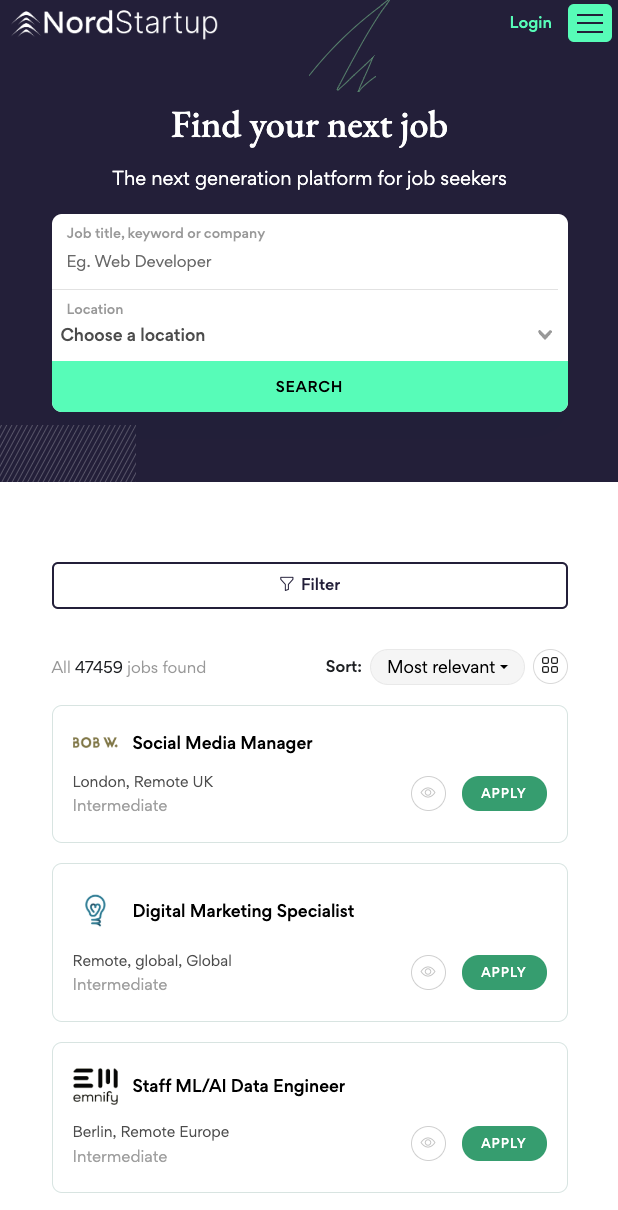 NordStartup
Login
Find your next job
The next generation platform for job seekers
Job title, keyword or company
Eg. Web Developer
Location
Choose a location
SEARCH
Filter
All 47459 jobs found
Sort: Most relevant
BOB W. Social Media Manager
London, Remote UK
Intermediate
APPLY
Digital Marketing Specialist
Remote, global, Global
Intermediate
APPLY
emnify Staff ML/AI Data Engineer
Berlin, Remote Europe
Intermediate
APPLY